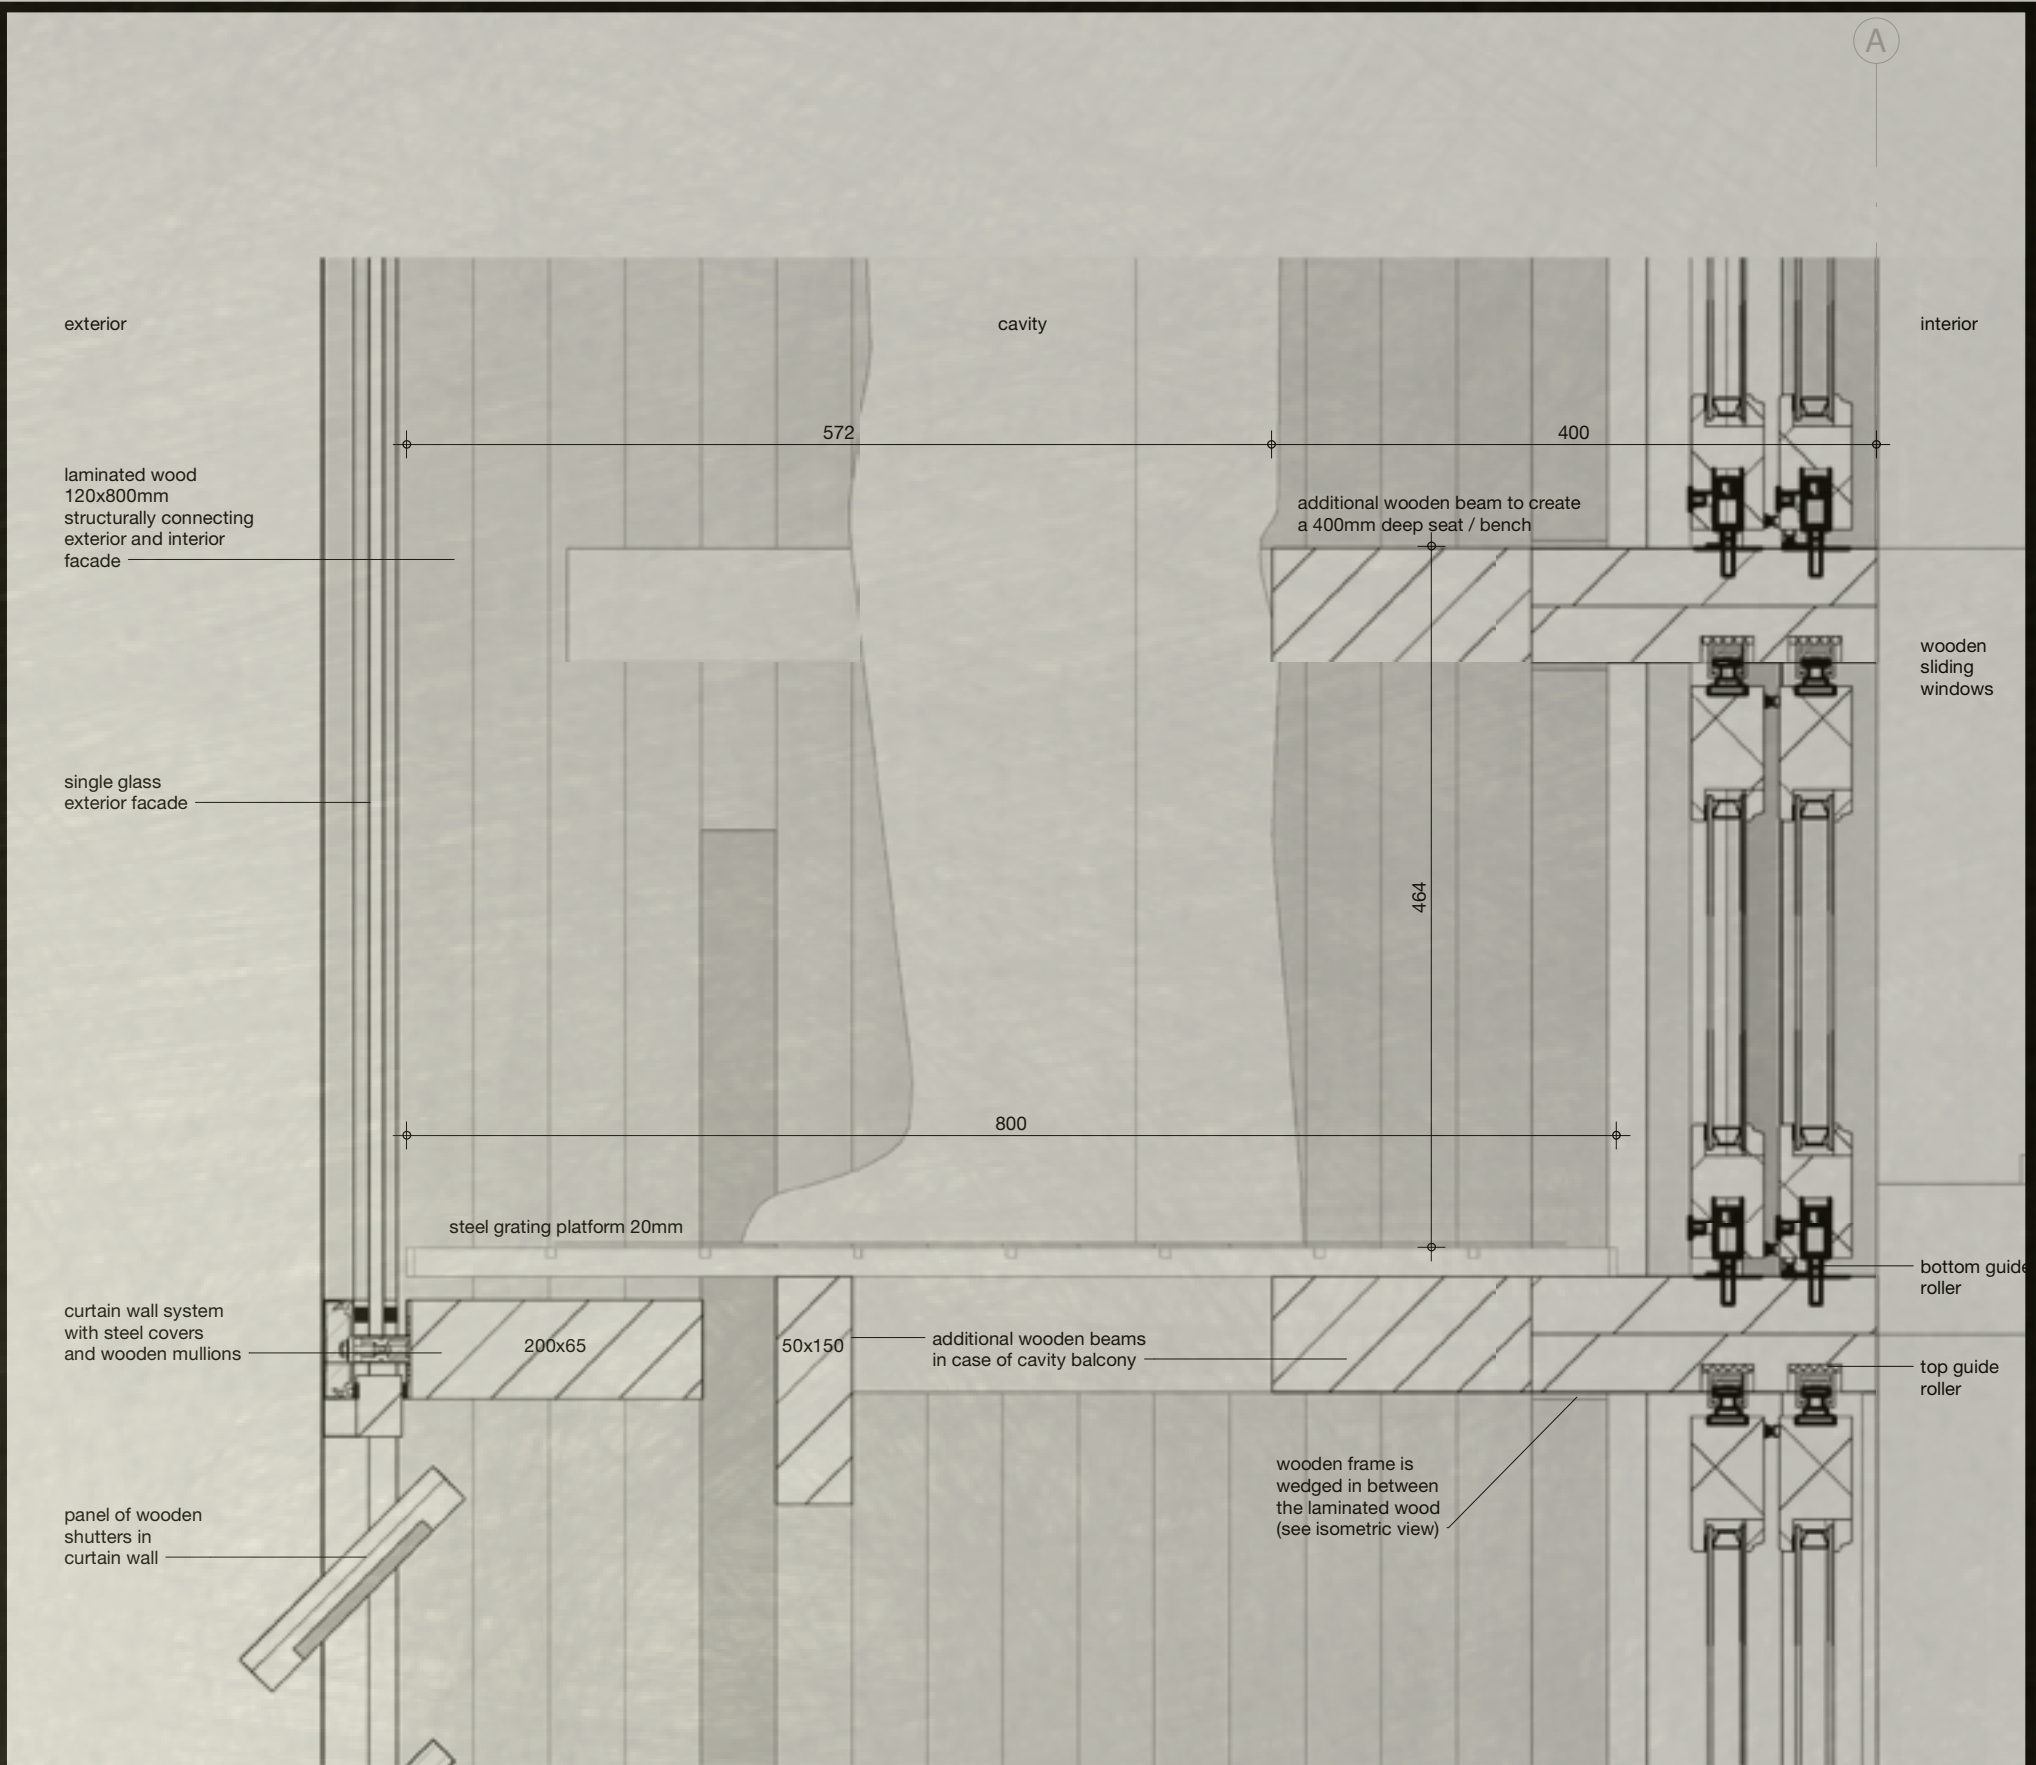 A
exterior
cavity
interior
572
400
laminated wood
120x800mm
structurally connecting
exterior and interior
facade
additional wooden beam to create
a 400mm deep seat / bench
wooden
sliding
windows
single glass
exterior facade
464
800
steel grating platform 20mm
bottom guide
roller
curtain wall system
with steel covers
and wooden mullions
200x65
50x150
additional wooden beams
in case of cavity balcony
top guide
roller
wooden frame is
wedged in between
the laminated wood
(see isometric view)
panel of wooden
shutters in
curtain wall